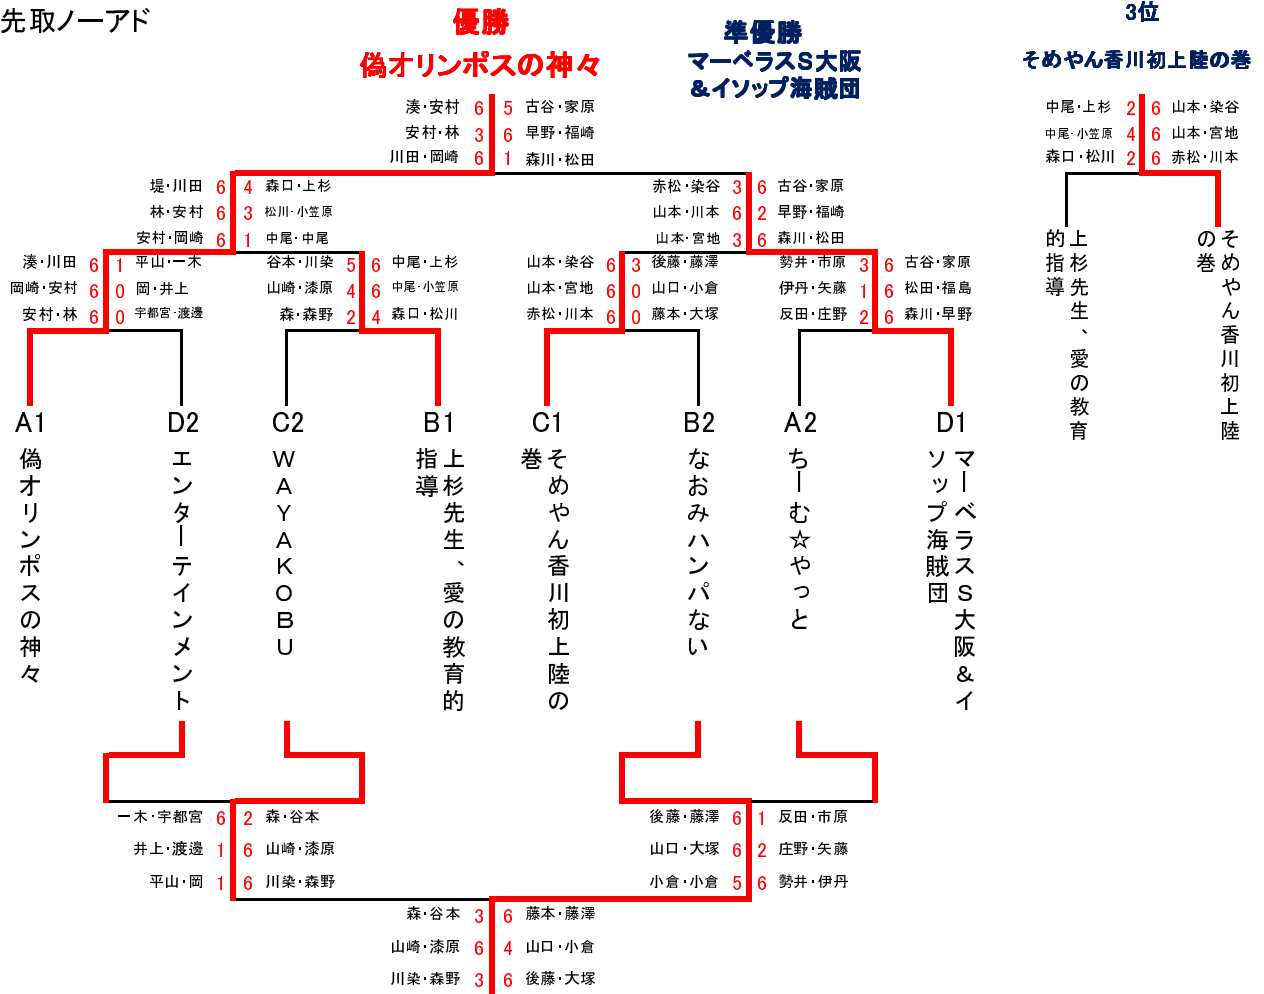 先取ノーアド
優勝
偽オリンポスの神々
準優勝
マーベラスS大阪
＆イソップ海賊団
3位
そめやん香川初上陸の巻
湊・安村 6 5 古谷・家原
安村・林 3 6 早野・福崎
川田・岡崎 6 1 森川・松田
中尾・上杉 2 6 山本・染谷
中尾・小笠原 4 6 山本・宮地
森口・松川 2 6 赤松・川本
上杉先生、愛の教育的指導
そめやん香川初上陸の巻
堤・川田 6 4 森口・上杉
林・安村 6 3 松川・小笠原
安村・岡崎 6 1 中尾・中尾
赤松・染谷 3 6 古谷・家原
山本・川本 6 2 早野・福崎
山本・宮地 3 6 森川・松田
湊・川田 6 1 平山・一木
岡崎・安村 6 0 岡・井上
安村・林 6 0 宇都宮・渡邊
谷本・川染 5 6 中尾・上杉
山崎・漆原 4 6 中尾・小笠原
森・森野 2 4 森口・松川
山本・染谷 6 3 後藤・藤澤
山本・宮地 6 0 山口・小倉
赤松・川本 6 0 藤本・大塚
勢井・市原 3 6 古谷・家原
伊丹・矢藤 1 6 松田・福島
反田・庄野 2 6 森川・早野
A1
偽オリンポスの神々
D2
エンターテインメント
C2
ＷＡＹＡＫＯＢＵ
B1
上杉先生、愛の教育的指導
C1
そめやん香川初上陸の巻
B2
なおみハンパない
A2
ちーむ☆やっと
D1
マーベラスＳ大阪＆イソップ海賊団
一木・宇都宮 6 2 森・谷本
井上・渡邊 1 6 山崎・漆原
平山・岡 1 6 川染・森野
後藤・藤澤 6 1 反田・市原
山口・大塚 6 2 庄野・矢藤
小倉・小倉 5 6 勢井・伊丹
森・谷本 3 6 藤本・藤澤
山崎・漆原 6 4 山口・小倉
川染・森野 3 6 後藤・大塚